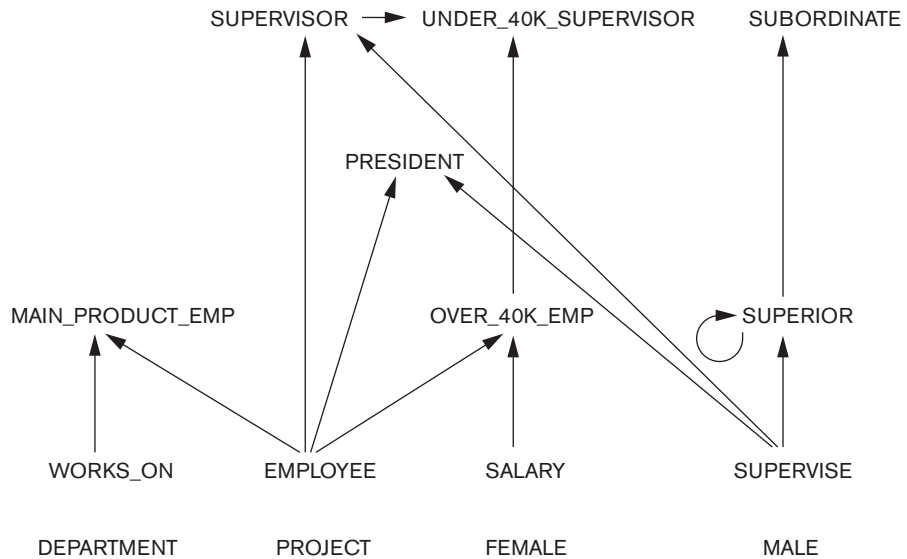 SUPERVISOR UNDER_40K_SUPERVISOR SUBORDINATE
PRESIDENT
MAIN_PRODUCT_EMP OVER_40K_EMP SUPERIOR
WORKS_ON EMPLOYEE SALARY SUPERVISE
DEPARTMENT PROJECT FEMALE MALE